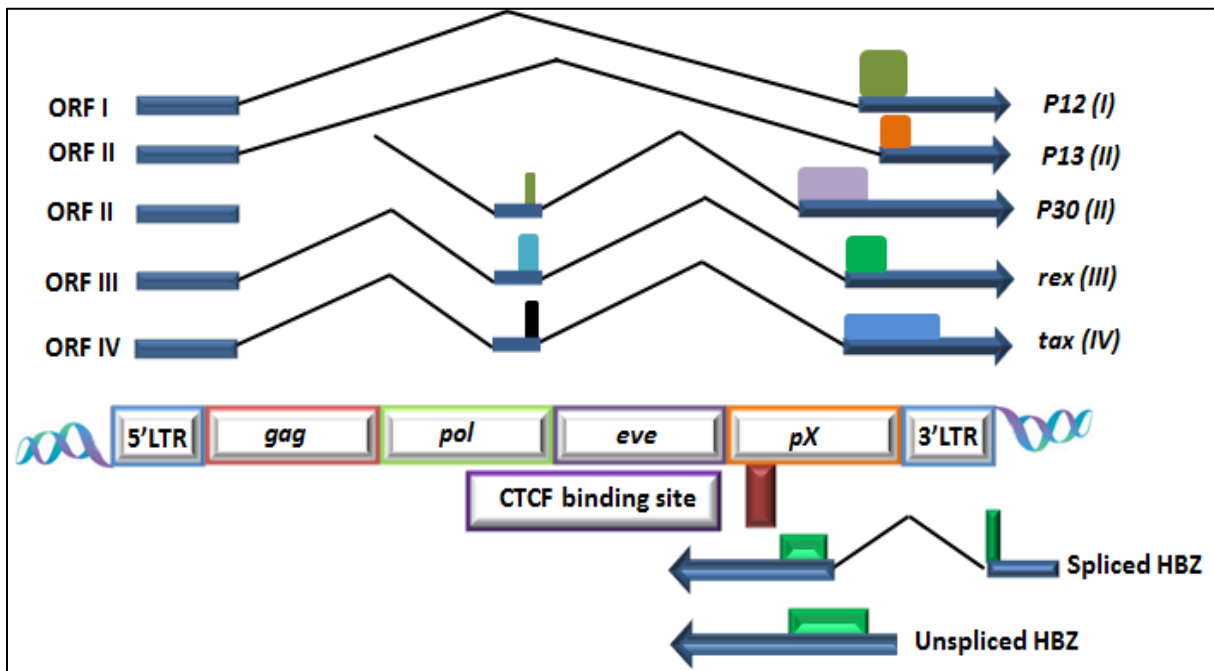 ORF I P12 (I)
ORF II P13 (II)
ORF II P30 (II)
ORF III rex (III)
ORF IV tax (IV)
5'LTR gag pol eve pX 3'LTR
CTCF binding site
Spliced HBZ
Unspliced HBZ